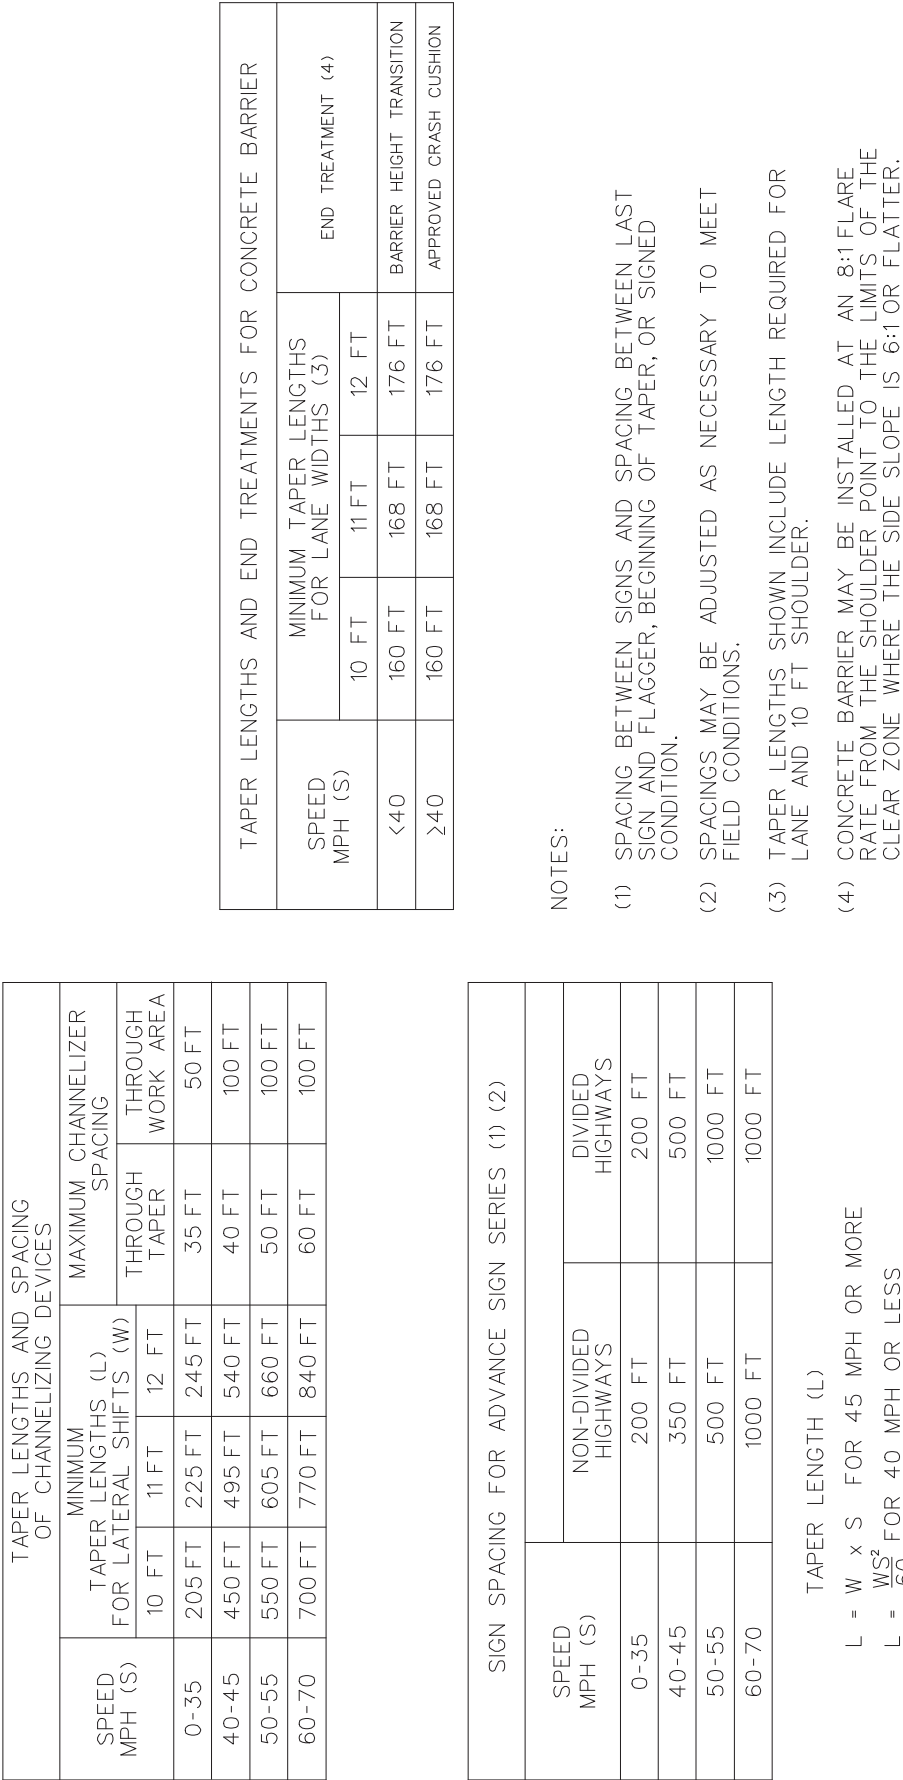 TAPER LENGTHS AND SPACING
OF CHANNELIZING DEVICES
SPEED
MPH (S)
MINIMUM
TAPER LENGTHS (L)
FOR LATERAL SHIFTS (W)
MAXIMUM CHANNELIZER
SPACING
10 FT 11 FT 12 FT
THROUGH
TAPER
THROUGH
WORK AREA
0-35 205 FT 225 FT 245 FT 35 FT 50 FT
40-45 450 FT 495 FT 540 FT 40 FT 100 FT
50-55 550 FT 605 FT 660 FT 50 FT 100 FT
60-70 700 FT 770 FT 840 FT 60 FT 100 FT
TAPER LENGTHS AND END TREATMENTS FOR CONCRETE BARRIER
SPEED
MPH (S)
MINIMUM TAPER LENGTHS
FOR LANE WIDTHS (3)
END TREATMENT (4)
10 FT 11 FT 12 FT
<40 160 FT 168 FT 176 FT BARRIER HEIGHT TRANSITION
≥40 160 FT 168 FT 176 FT APPROVED CRASH CUSHION
SIGN SPACING FOR ADVANCE SIGN SERIES (1) (2)
SPEED
MPH (S)
NON-DIVIDED
HIGHWAYS
DIVIDED
HIGHWAYS
0-35 200 FT 200 FT
40-45 350 FT 500 FT
50-55 500 FT 1000 FT
60-70 1000 FT 1000 FT
TAPER LENGTH (L)
L = W x S FOR 45 MPH OR MORE
L = WS²/60 FOR 40 MPH OR LESS
NOTES:
(1) SPACING BETWEEN SIGNS AND SPACING BETWEEN LAST
SIGN AND FLAGGER, BEGINNING OF TAPER, OR SIGNED
CONDITION.
(2) SPACINGS MAY BE ADJUSTED AS NECESSARY TO MEET
FIELD CONDITIONS.
(3) TAPER LENGTHS SHOWN INCLUDE LENGTH REQUIRED FOR
LANE AND 10 FT SHOULDER.
(4) CONCRETE BARRIER MAY BE INSTALLED AT AN 8:1 FLARE
RATE FROM THE SHOULDER POINT TO THE LIMITS OF THE
CLEAR ZONE WHERE THE SIDE SLOPE IS 6:1 OR FLATTER.